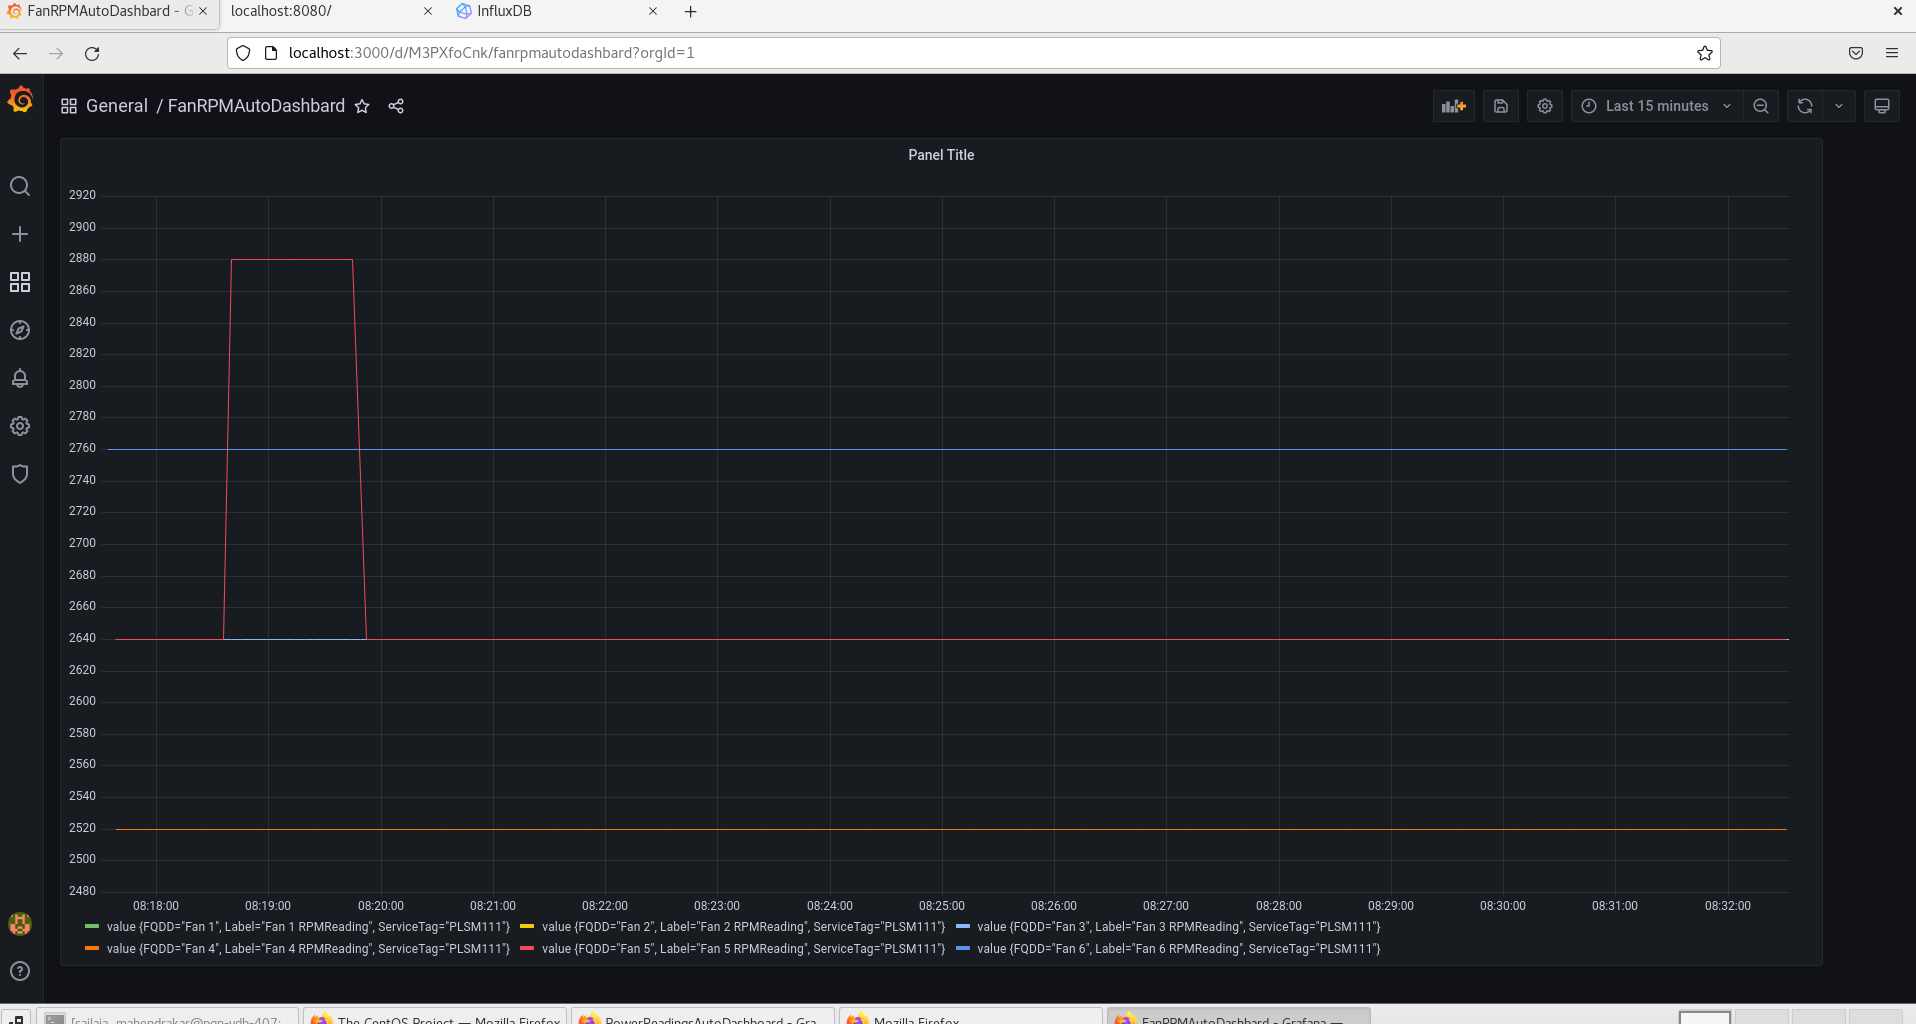 FanRPMAutoDashbard - G
localhost:8080/
InfluxDB
localhost:3000/d/M3PXfoCnk/fanrpmautodashbard?orgId=1
General / FanRPMAutoDashbard
Last 15 minutes
Panel Title
2920
2900
2880
2860
2840
2820
2800
2780
2760
2740
2720
2700
2680
2660
2640
2620
2600
2580
2560
2540
2520
2500
2480
08:18:00 08:19:00 08:20:00 08:21:00 08:22:00 08:23:00 08:24:00 08:25:00 08:26:00 08:27:00 08:28:00 08:29:00 08:30:00 08:31:00 08:32:00
value {FQDD="Fan 1", Label="Fan 1 RPMReading", ServiceTag="PLSM111"} value {FQDD="Fan 2", Label="Fan 2 RPMReading", ServiceTag="PLSM111"} value {FQDD="Fan 3", Label="Fan 3 RPMReading", ServiceTag="PLSM111"}
value {FQDD="Fan 4", Label="Fan 4 RPMReading", ServiceTag="PLSM111"} value {FQDD="Fan 5", Label="Fan 5 RPMReading", ServiceTag="PLSM111"} value {FQDD="Fan 6", Label="Fan 6 RPMReading", ServiceTag="PLSM111"}
The CentOS Project — Mozilla Firefox
PowerReadingsAutoDashboard - Gra...
Mozilla Firefox
FanRPMAutoDashbard - Grafana —